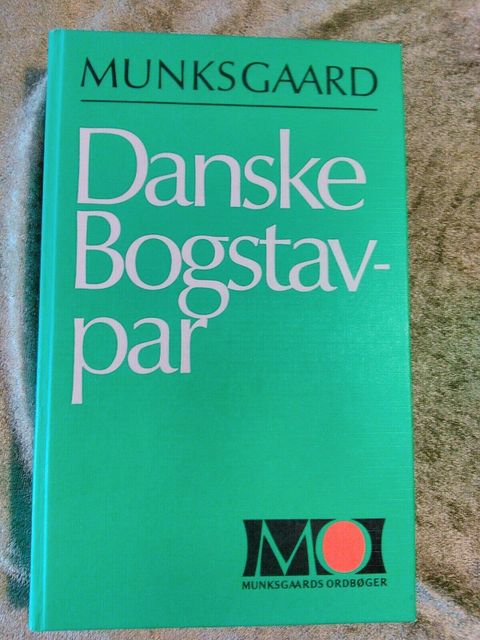 MUNKSGAARD
Danske
Bogstav-
par
MO
MUNKSGAARDS ORDBØGER